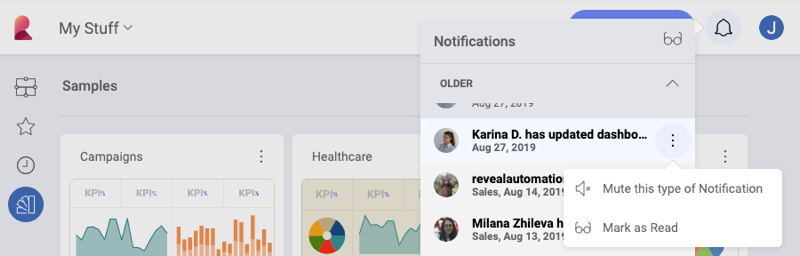 My Stuff
J
Notifications
OLDER
Aug 27, 2019
Samples
Karina D. has updated dashbo...
Aug 27, 2019
Campaigns
Healthcare
revealautomation
Sales, Aug 14, 2019
Mute this type of Notification
KPI%
KPI%
KPI%
KPI%
KPI%
KPI%
Milana Zhileva h
Sales, Aug 13, 2019
Mark as Read